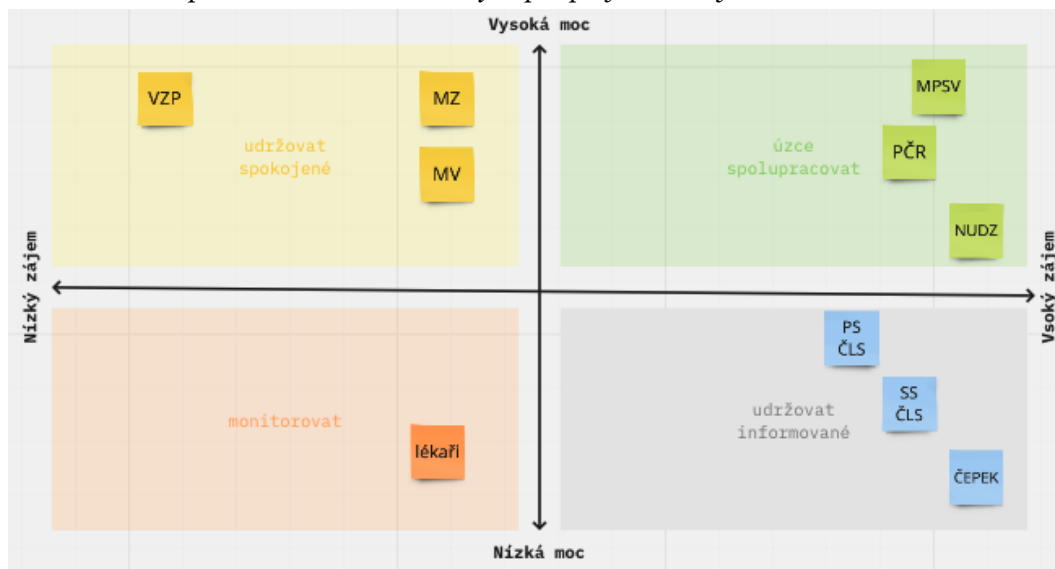 Vysoká moc
VZP
MZ
MV
udržovat
spokojené
MPSV
PČR
NUDZ
úzce
spolupracovat
Nízký zájem
Vsoký zájem
monitorovat
lékaři
PS
ČLS
SS
ČLS
ČEPEK
udržovat
informované
Nízká moc